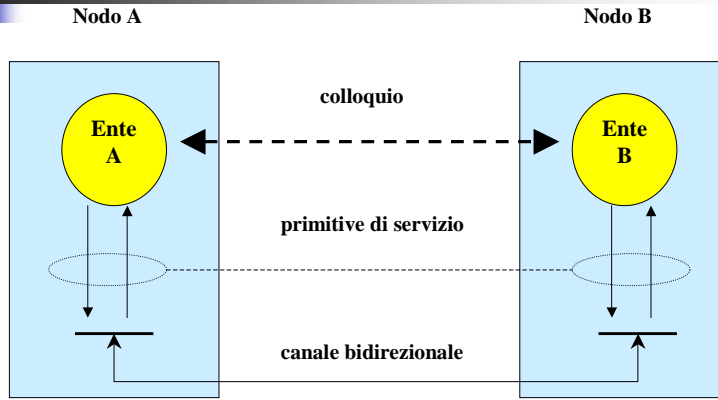 Nodo A
Nodo B
colloquio
Ente
A
Ente
B
primitive di servizio
canale bidirezionale